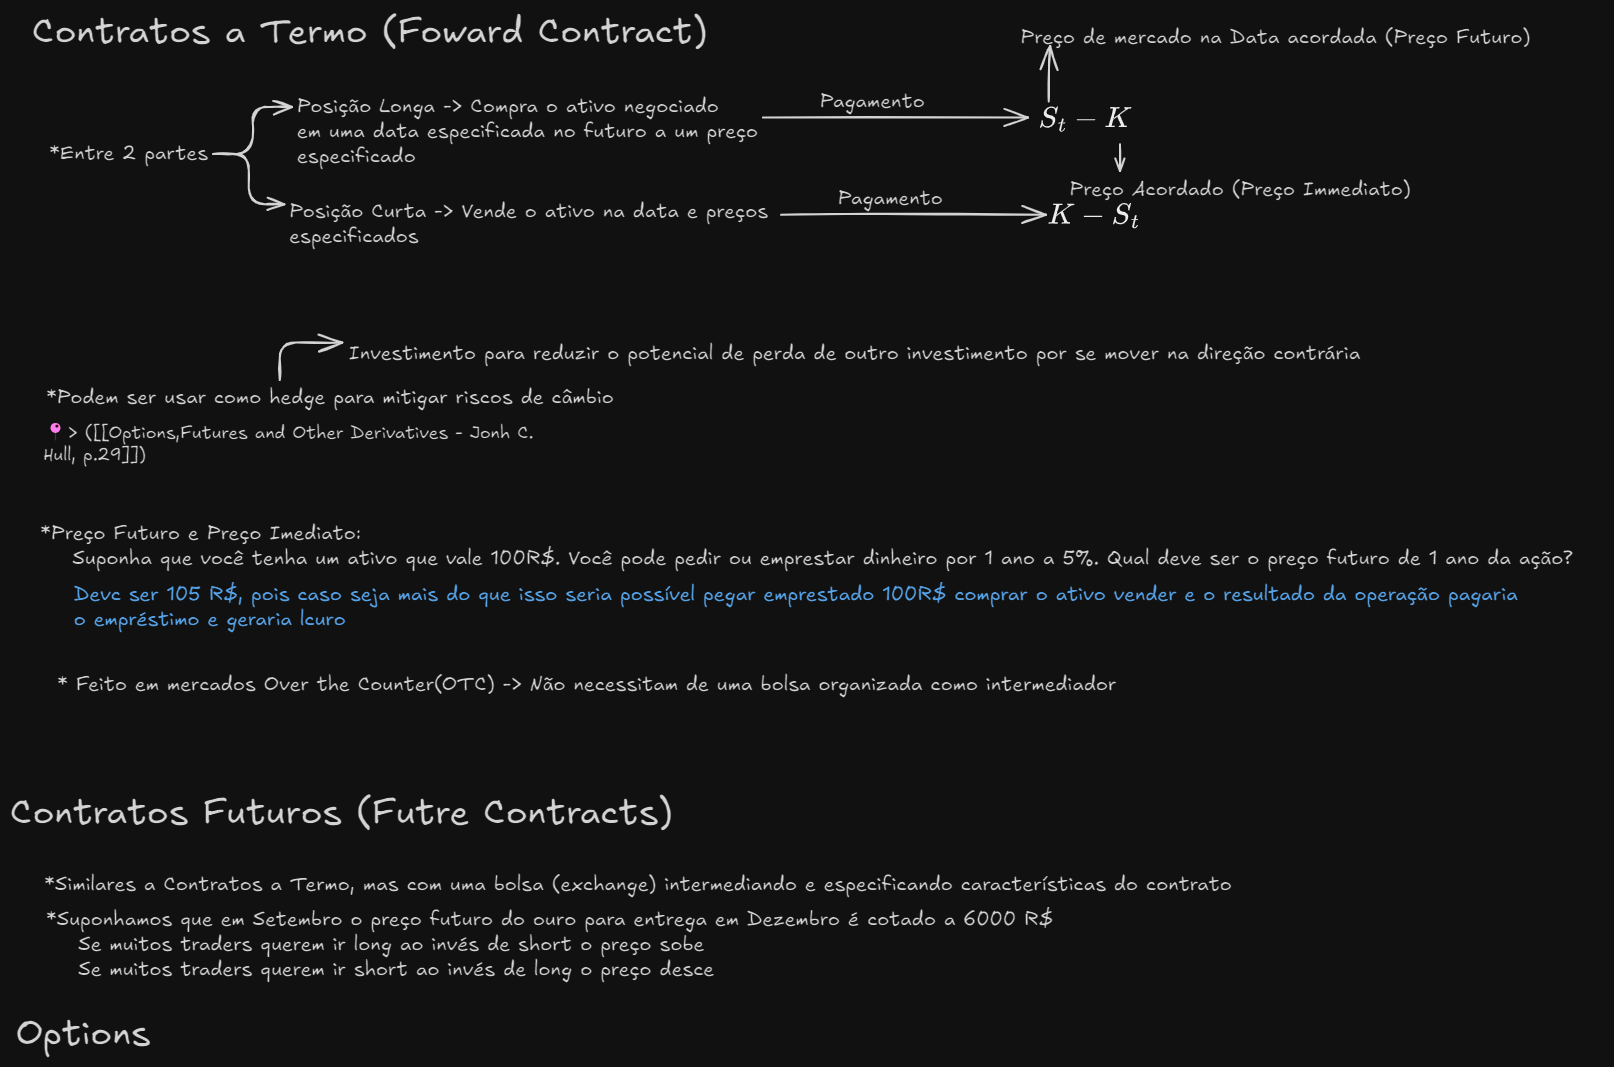 Contratos a Termo (Foward Contract)
Preço de mercado na Data acordada (Preço Futuro)
Posição Longa -> Compra o ativo negociado
em uma data especificada no futuro a um preço
especificado
Pagamento
S_t - K
*Entre 2 partes
Preço Acordado (Preço Immediato)
Posição Curta -> Vende o ativo na data e preços
especificados
Pagamento
K - S_t
Investimento para reduzir o potencial de perda de outro investimento por se mover na direção contrária
*Podem ser usar como hedge para mitigar riscos de câmbio
📍> ([[Options,Futures and Other Derivatives - Jonh C.
Hull, p.29]])
*Preço Futuro e Preço Imediato:
Suponha que você tenha um ativo que vale 100R$. Você pode pedir ou emprestar dinheiro por 1 ano a 5%. Qual deve ser o preço futuro de 1 ano da ação?
Devc ser 105 R$, pois caso seja mais do que isso seria possível pegar emprestado 100R$ comprar o ativo vender e o resultado da operação pagaria
o empréstimo e geraria lcuro
* Feito em mercados Over the Counter(OTC) -> Não necessitam de uma bolsa organizada como intermediador
Contratos Futuros (Futre Contracts)
*Similares a Contratos a Termo, mas com uma bolsa (exchange) intermediando e especificando características do contrato
*Suponhamos que em Setembro o preço futuro do ouro para entrega em Dezembro é cotado a 6000 R$
Se muitos traders querem ir long ao invés de short o preço sobe
Se muitos traders querem ir short ao invés de long o preço desce
Options